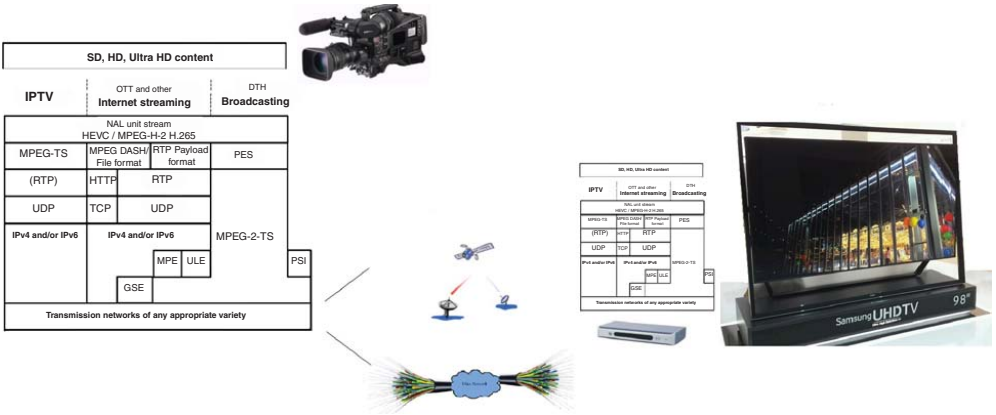 SD, HD, Ultra HD content
IPTV
OTT and other
Internet streaming
DTH
Broadcasting
NAL unit stream
HEVC / MPEG-H-2 H.265
MPEG-TS
MPEG DASH/
File format
RTP Payload
format
PES
(RTP)
HTTP
RTP
UDP
TCP
UDP
IPv4 and/or IPv6
IPv4 and/or IPv6
MPEG-2-TS
MPE
ULE
PSI
GSE
Transmission networks of any appropriate variety
SD, HD, Ultra HD content
IPTV
OTT and other
Internet streaming
DTH
Broadcasting
NAL unit stream
HEVC / MPEG-H-2 H.265
MPEG-TS
MPEG DASH/
File format
RTP Payload
format
PES
(RTP)
HTTP
RTP
UDP
TCP
UDP
IPv4 and/or IPv6
IPv4 and/or IPv6
MPEG-2-TS
MPE
ULE
PSI
GSE
Transmission networks of any appropriate variety
Samsung UHDTV
98"